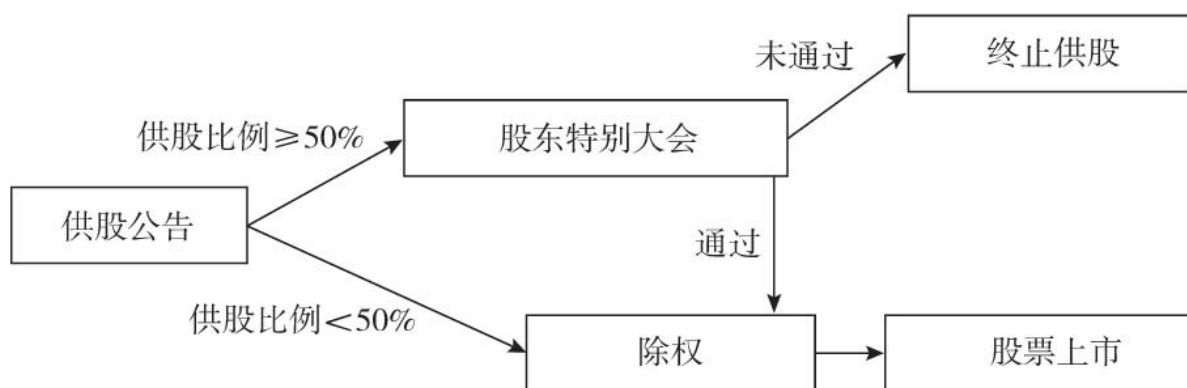 终止供股
未通过
股东特别大会
供股比例≥50%
供股公告
通过
供股比例<50%
除权
股票上市